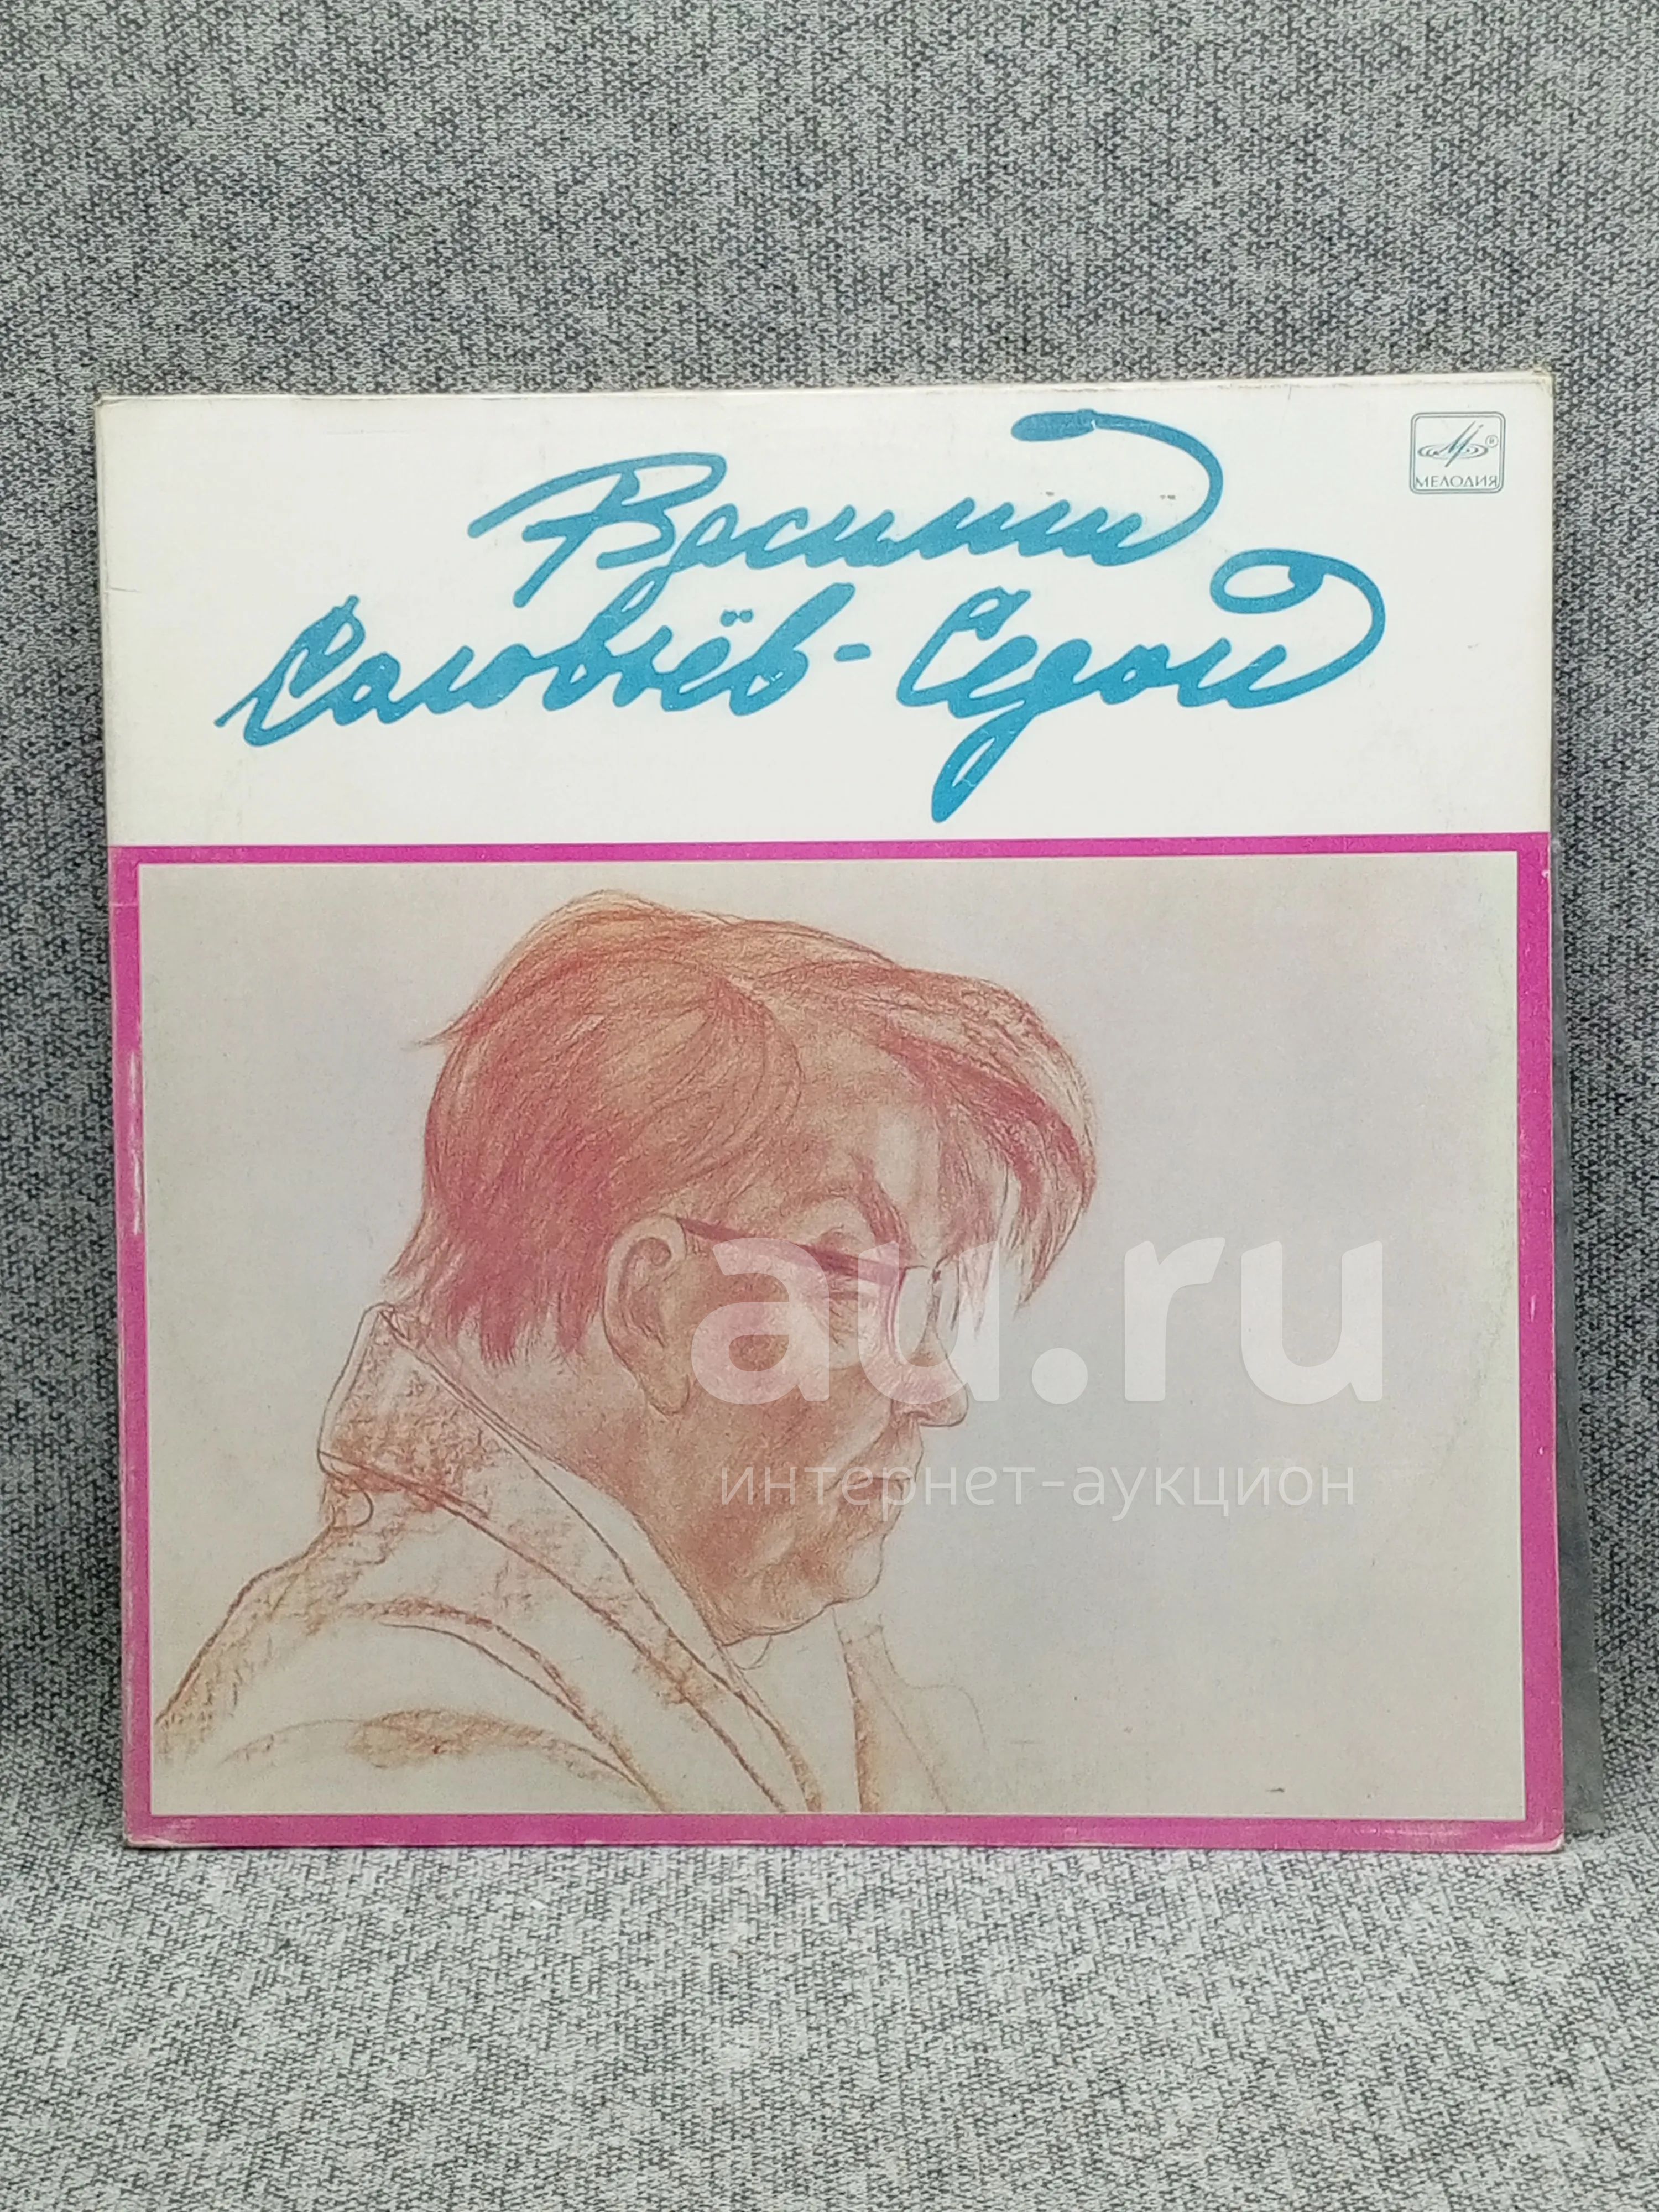 Василий
МЕЛОДИЯ
Соловьёв-Седой
au.ru
интернет-аукцион